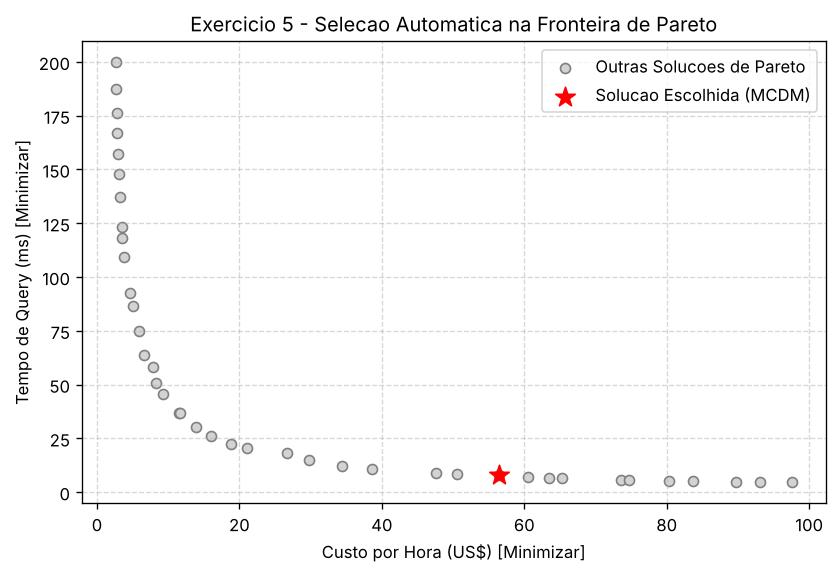 Exercicio 5 - Selecao Automatica na Fronteira de Pareto
Outras Solucoes de Pareto
Solucao Escolhida (MCDM)
Tempo de Query (ms) [Minimizar]
200
175
150
125
100
75
50
25
0
0 20 40 60 80 100
Custo por Hora (US$) [Minimizar]